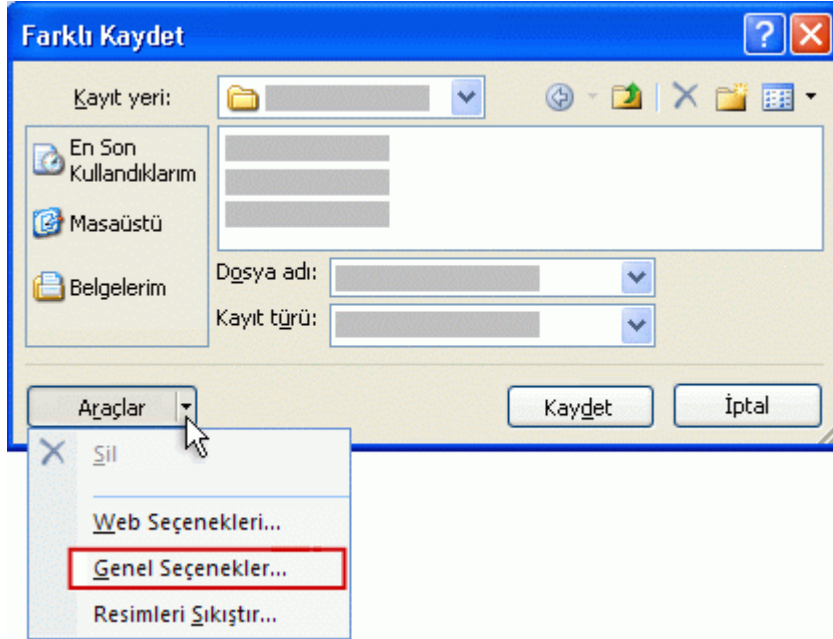 Farklı Kaydet
Kayıt yeri:
En Son
Kullandıklarım
Masaüstü
Belgelerim
Dosya adı:
Kayıt türü:
Araçlar
Kaydet
İptal
Sil
Web Seçenekleri...
Genel Seçenekler...
Resimleri Sıkıştır...